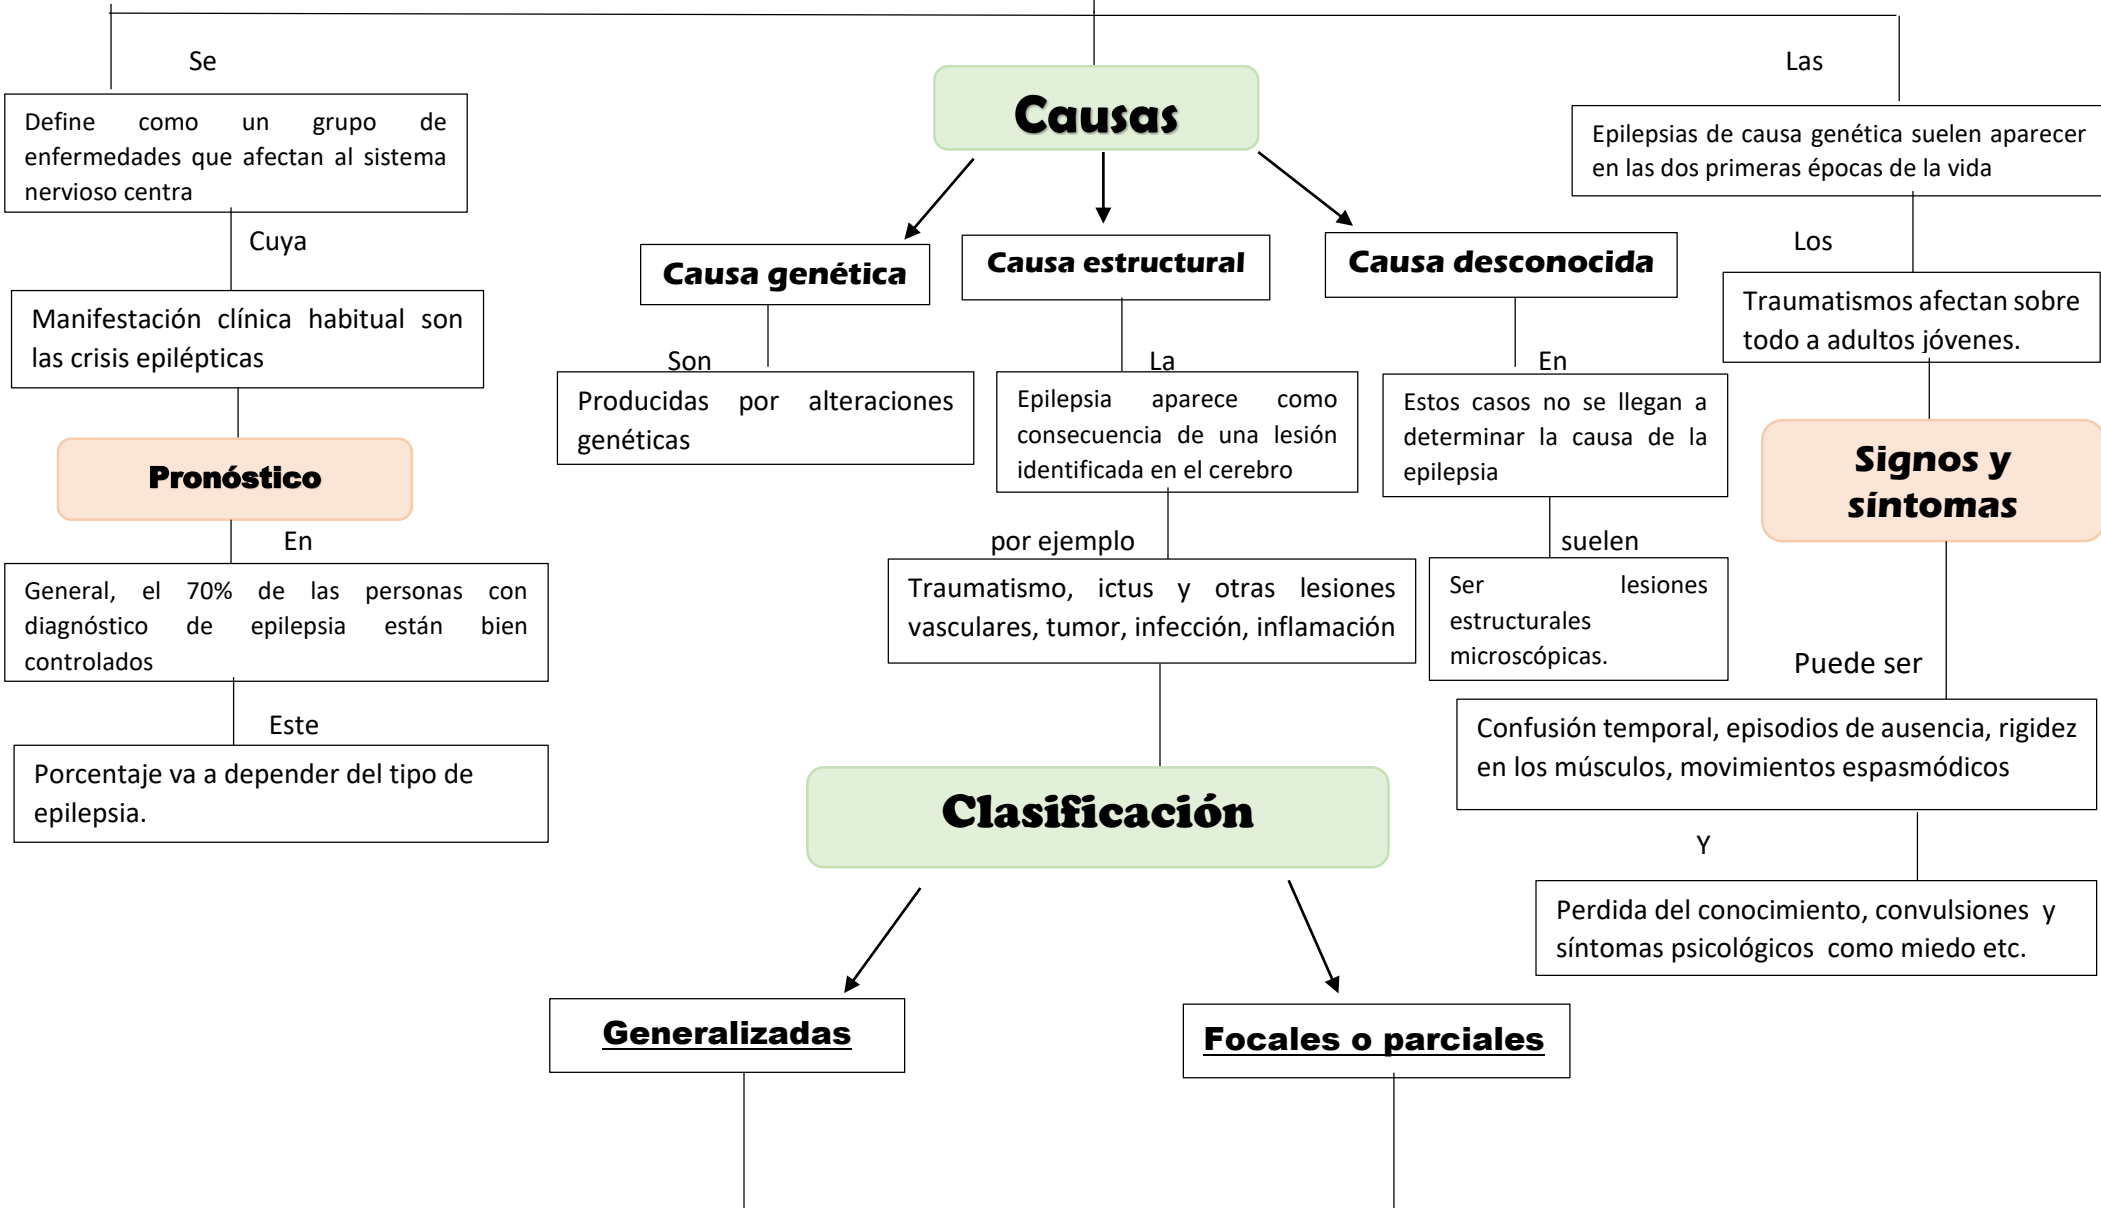 Se
Define como un grupo de
enfermedades que afectan al sistema
nervioso centra
Cuya
Manifestación clínica habitual son
las crisis epilépticas
Pronóstico
En
General, el 70% de las personas con
diagnóstico de epilepsia están bien
controlados
Este
Porcentaje va a depender del tipo de
epilepsia.
Causas
Causa genética
Son
Producidas por alteraciones
genéticas
Causa estructural
La
Epilepsia aparece como
consecuencia de una lesión
identificada en el cerebro
por ejemplo
Traumatismo, ictus y otras lesiones
vasculares, tumor, infección, inflamación
Causa desconocida
En
Estos casos no se llegan a
determinar la causa de la
epilepsia
suelen
Ser lesiones
estructurales
microscópicas.
Clasificación
Generalizadas
Focales o parciales
Las
Epilepsias de causa genética suelen aparecer
en las dos primeras épocas de la vida
Los
Traumatismos afectan sobre
todo a adultos jóvenes.
Signos y
síntomas
Puede ser
Confusión temporal, episodios de ausencia, rigidez
en los músculos, movimientos espasmódicos
Y
Perdida del conocimiento, convulsiones y
síntomas psicológicos como miedo etc.